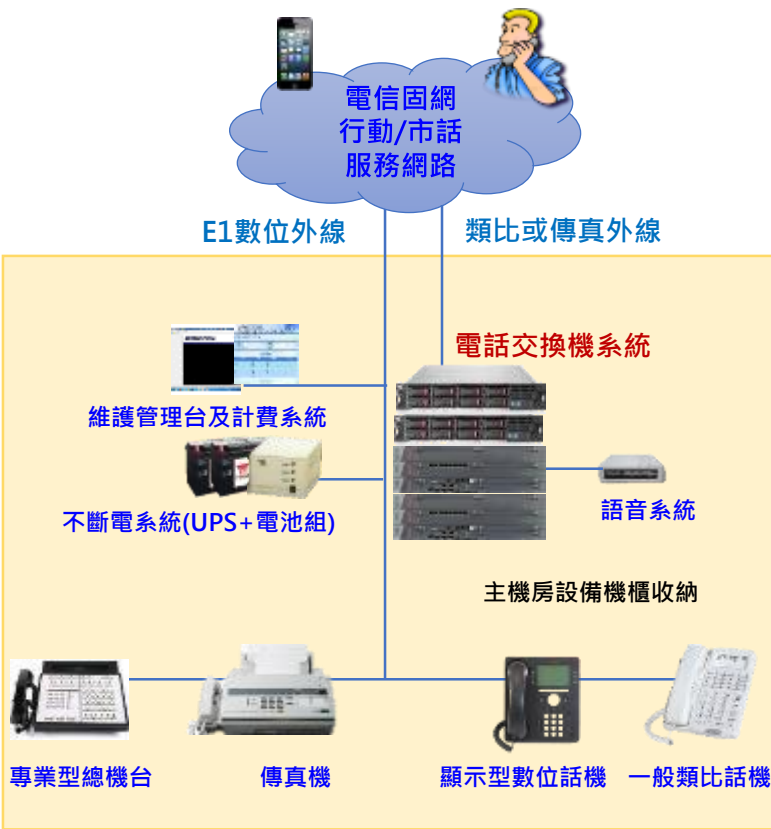 電信固網
行動/市話
服務網路
E1數位外線
類比或傳真外線
電話交換機系統
維護管理台及計費系統
不斷電系統(UPS+電池組)
語音系統
主機房設備機櫃收納
專業型總機台
傳真機
顯示型數位話機
一般類比話機